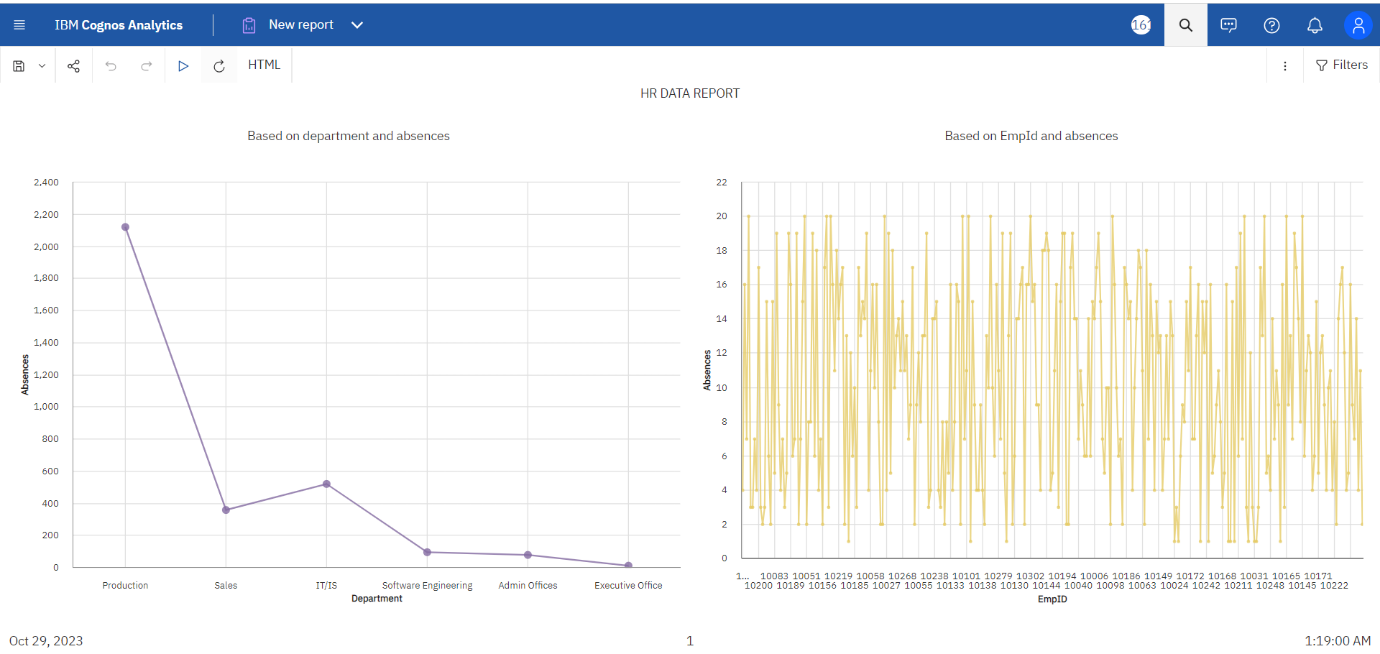 IBM Cognos Analytics
New report
161
HTML
Filters
HR DATA REPORT
Based on department and absences
Based on EmpId and absences
2,400
2,200
2,000
1,800
1,600
1,400
1,200
1,000
800
600
400
200
0
Absences
Production Sales IT/IS Software Engineering Admin Offices Executive Office
Department
22
20
18
16
14
12
10
8
6
4
2
0
Absences
1... 10083 10051 10219 10058 10268 10238 10101 10279 10302 10194 10006 10186 10149 10172 10168 10031 10165 10171
10200 10189 10156 10185 10027 10055 10133 10138 10130 10144 10040 10098 10063 10024 10242 10211 10248 10145 10222
EmpID
Oct 29, 2023
1
1:19:00 AM